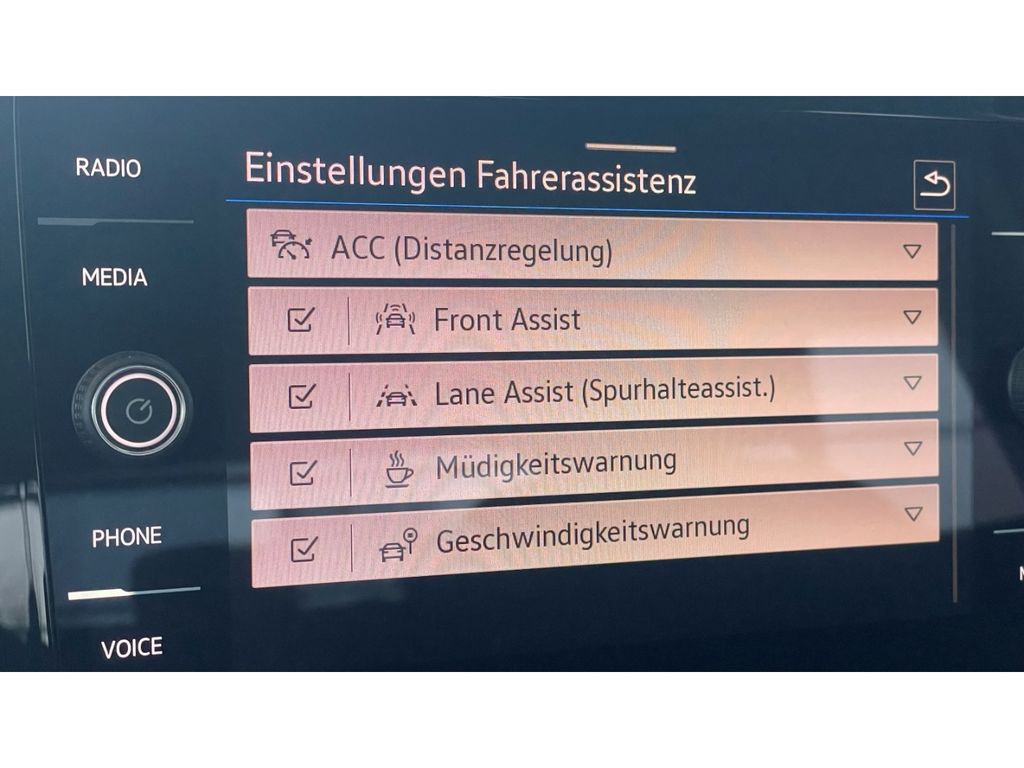 RADIO
Einstellungen Fahrerassistenz
ACC (Distanzregelung)
MEDIA
Front Assist
Lane Assist (Spurhalteassist.)
Müdigkeitswarnung
PHONE
Geschwindigkeitswarnung
VOICE